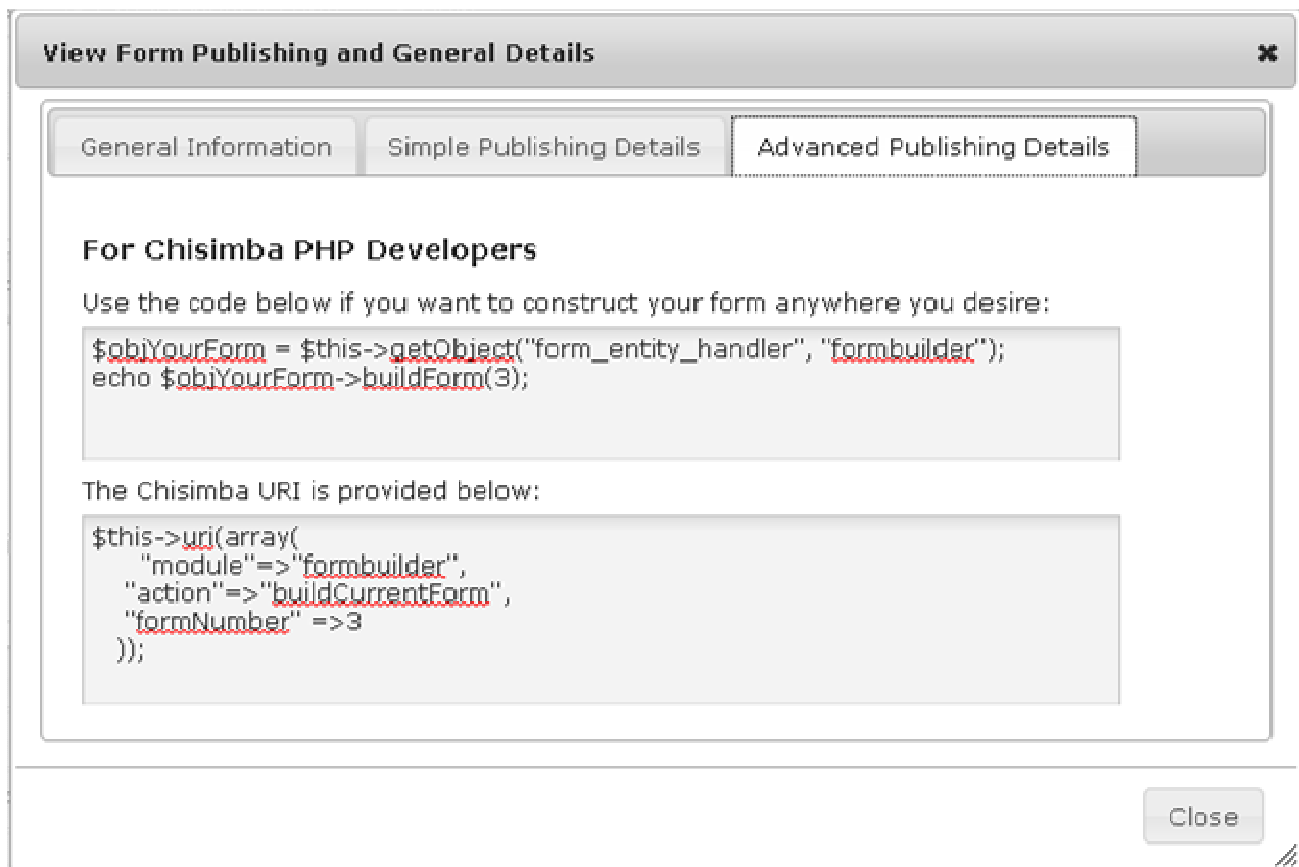 View Form Publishing and General Details
General Information
Simple Publishing Details
Advanced Publishing Details
For Chisimba PHP Developers
Use the code below if you want to construct your form anywhere you desire:
$objYourForm = $this->getObject("form_entity_handler", "formbuilder");
echo $objYourForm->buildForm(3);
The Chisimba URI is provided below:
$this->uri(array(
"module"=>"formbuilder",
"action"=>"buildCurrentForm",
"formNumber" =>3
));
Close